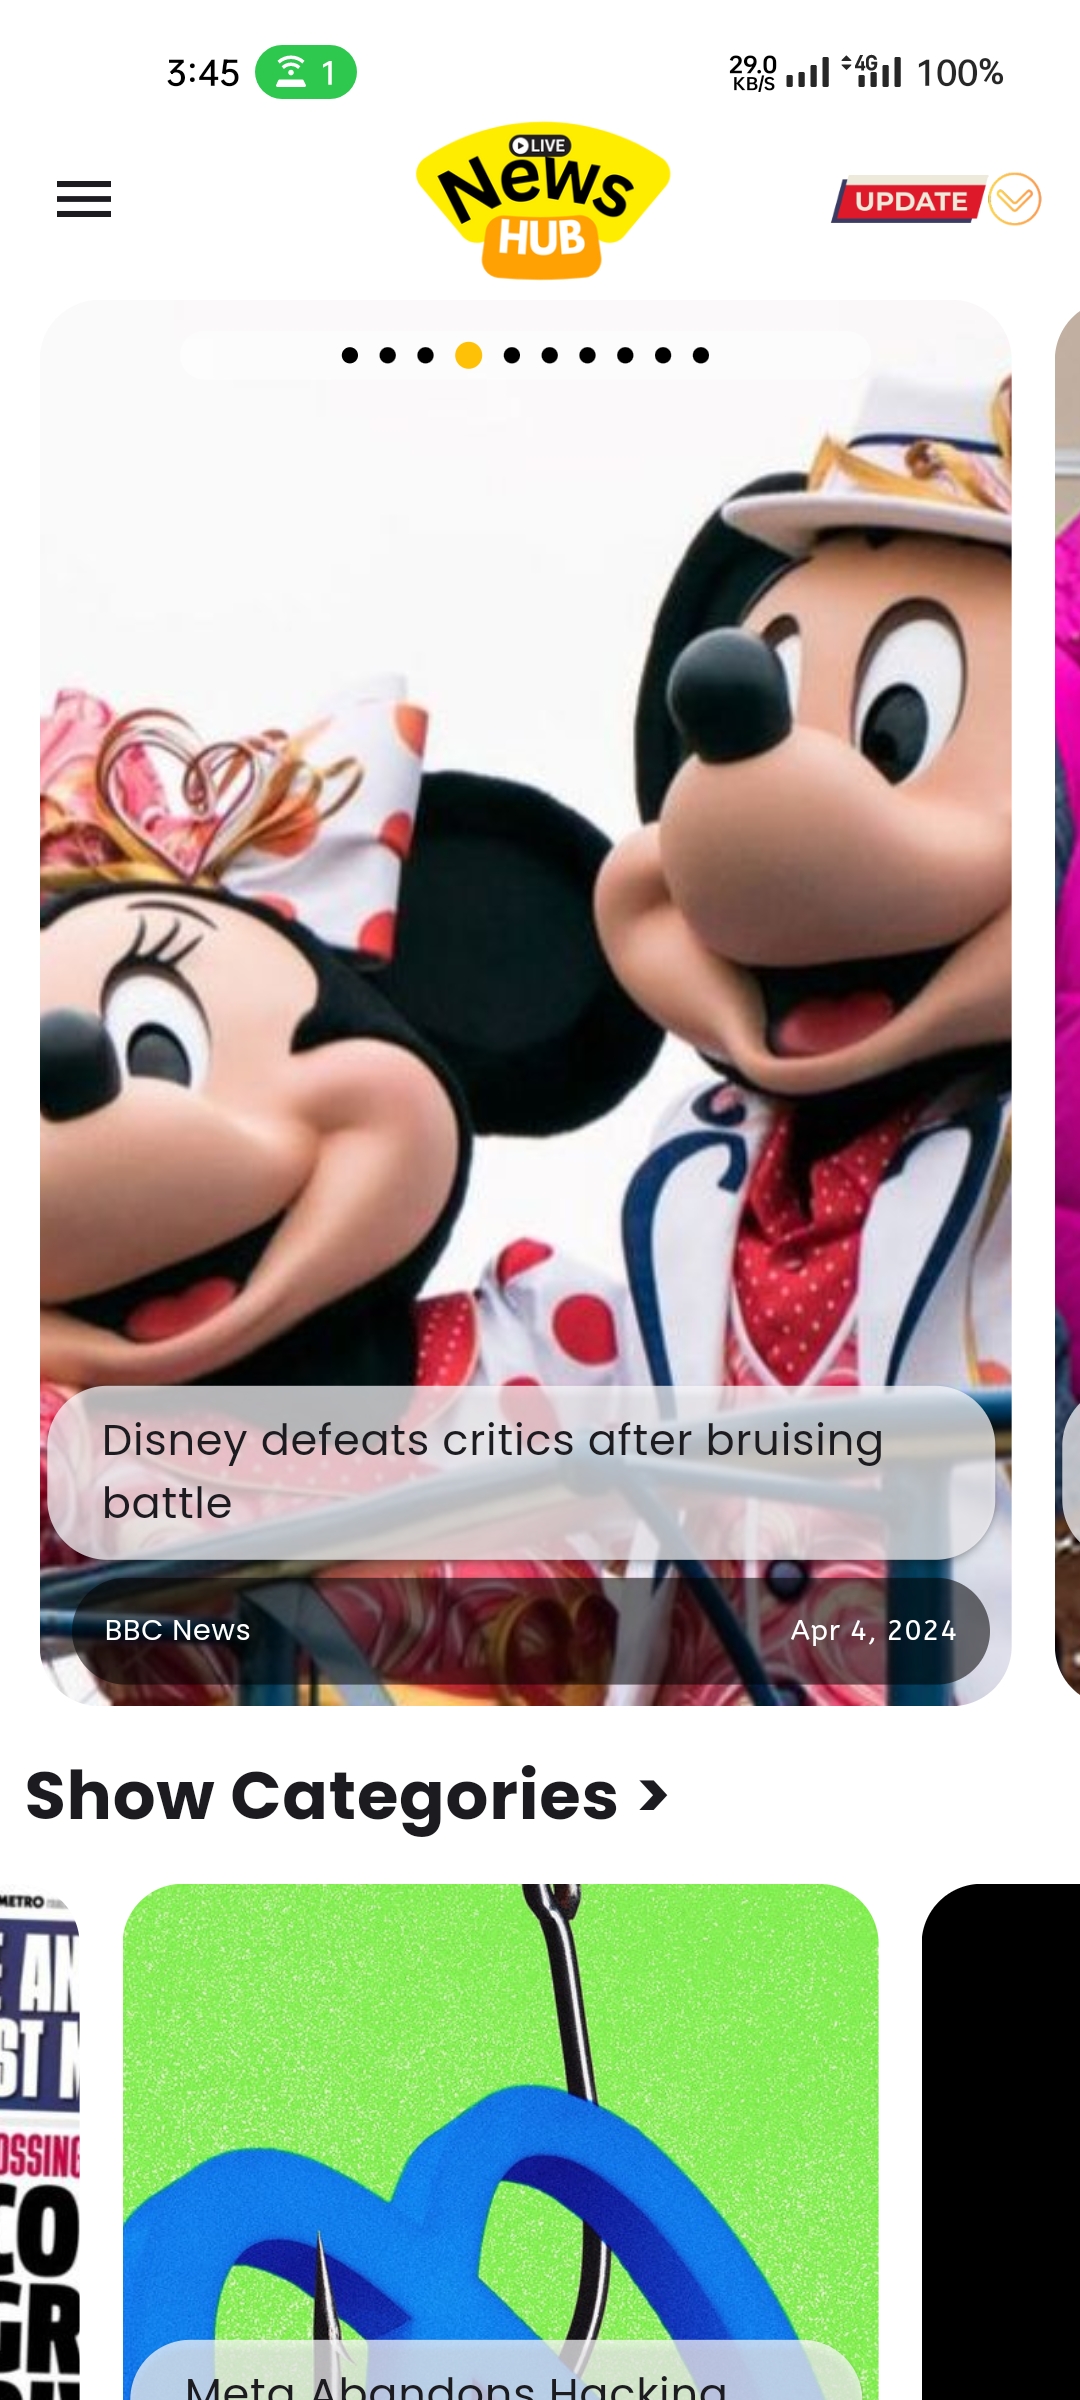 3:45
1
29.0
KB/S
4G
100%
LIVE
News
HUB
UPDATE
Disney defeats critics after bruising
battle
BBC News
Apr 4, 2024
Show Categories >
METRO
Meta Abandons Hacking